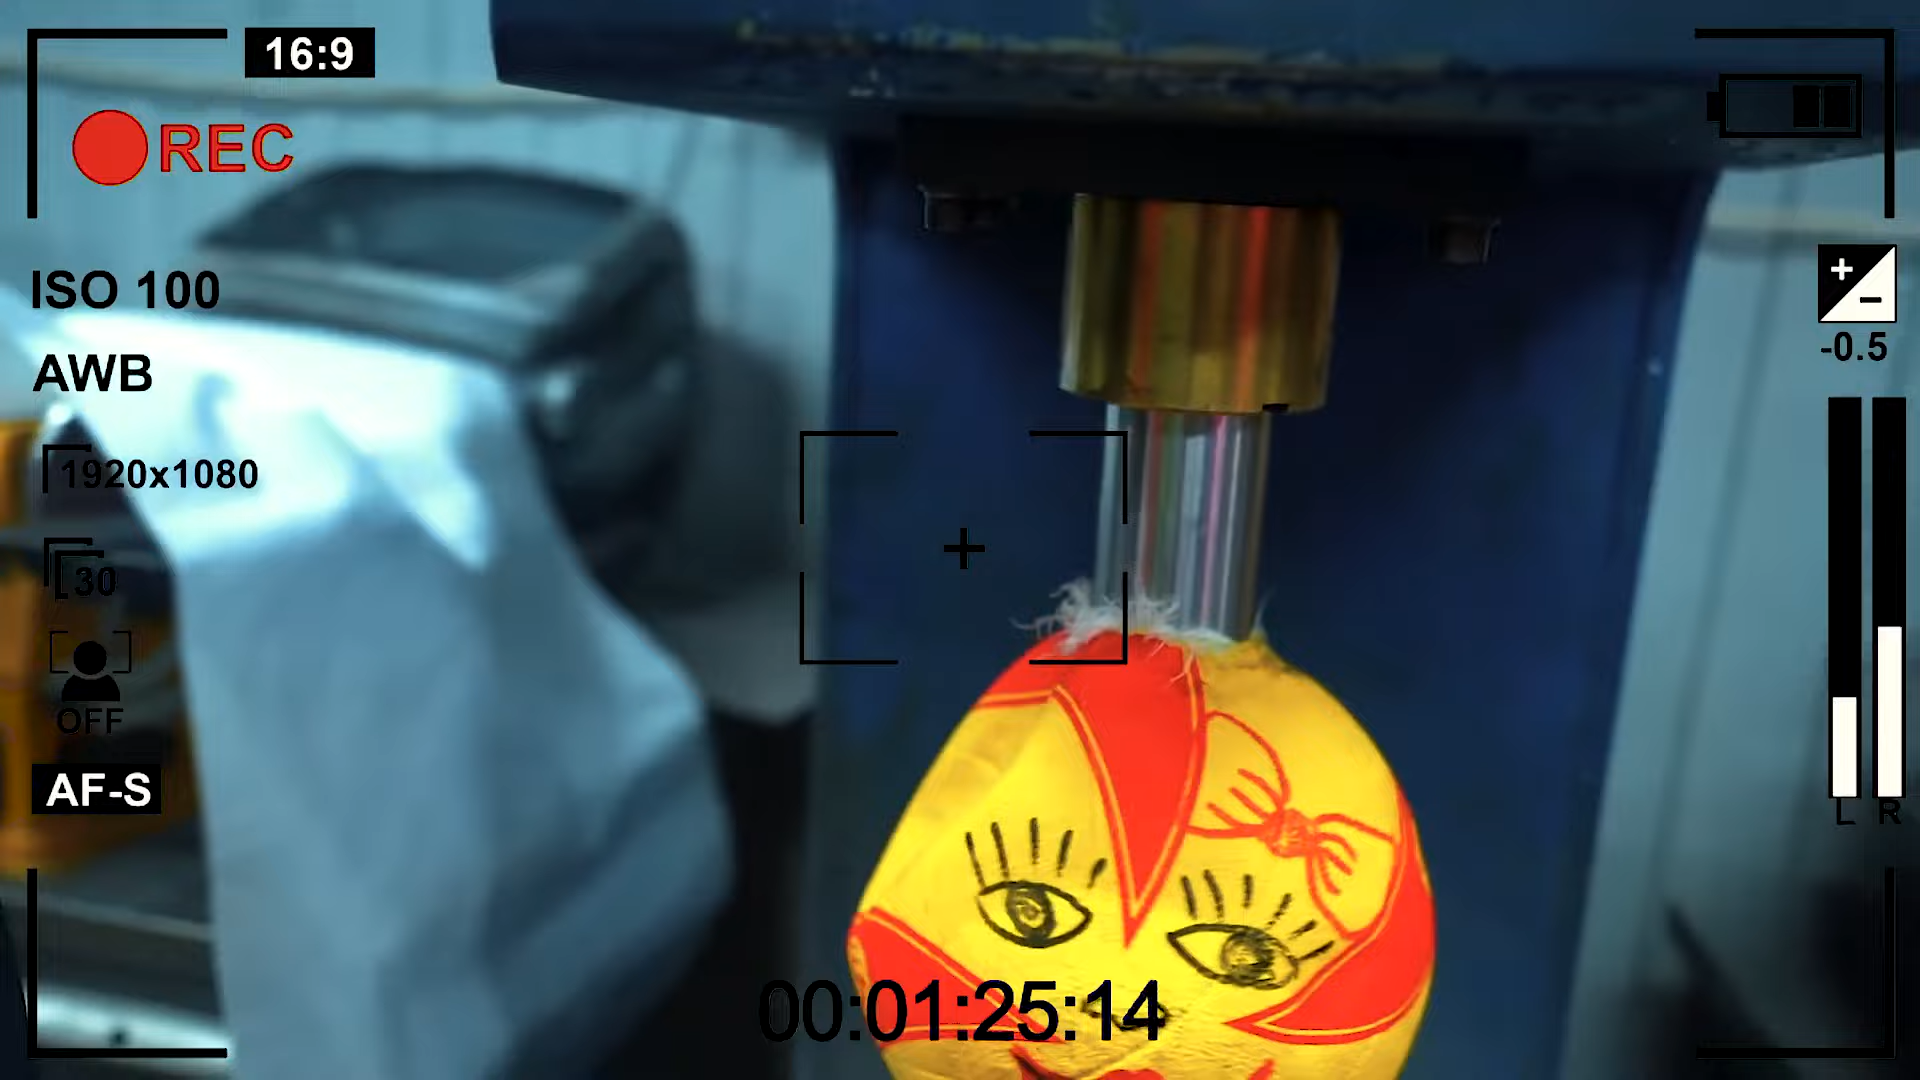 16:9
REC
ISO 100
AWB
1920x1080
30
OFF
AF-S
+
-
-0.5
L R
00:01:25:14